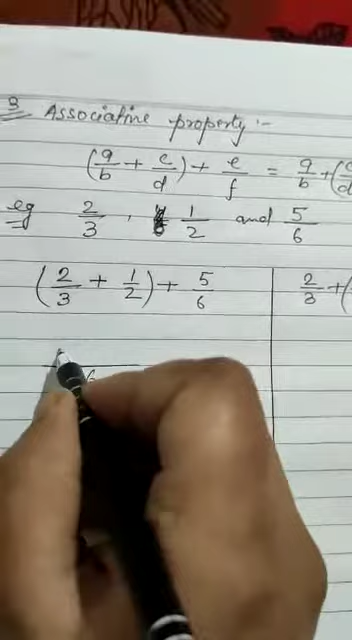 3 Associative property :-
(a/b + c/d) + e/f = a/b + (c/d
eg 2/3 , 1/2 and 5/6
(2/3 + 1/2) + 5/6 2/3 + (
6